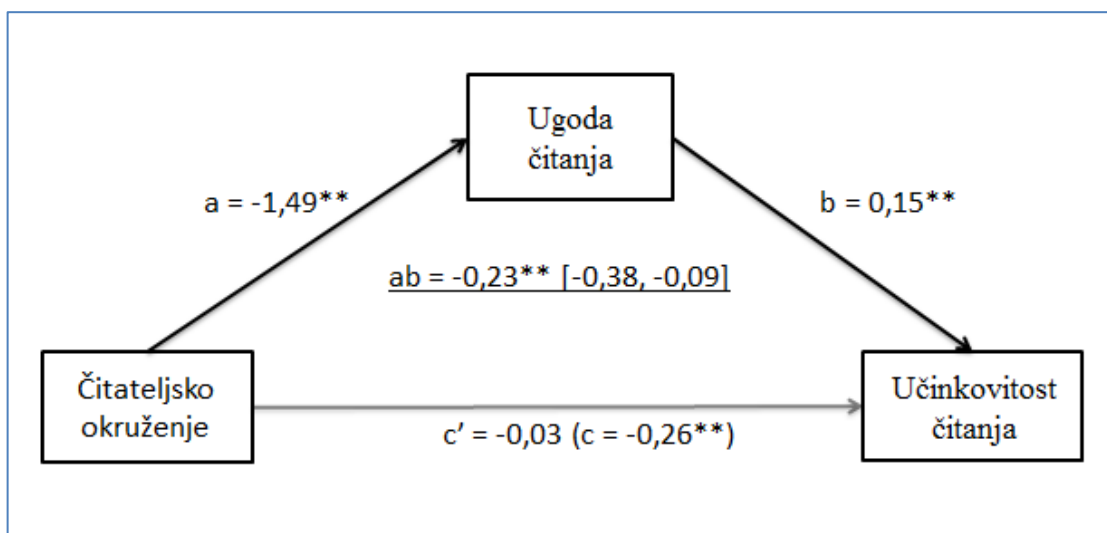 Ugoda
čitanja
a = -1,49**
b = 0,15**
ab = -0,23** [-0,38, -0,09]
Čitateljsko
okruženje
Učinkovitost
čitanja
c’ = -0,03 (c = -0,26**)